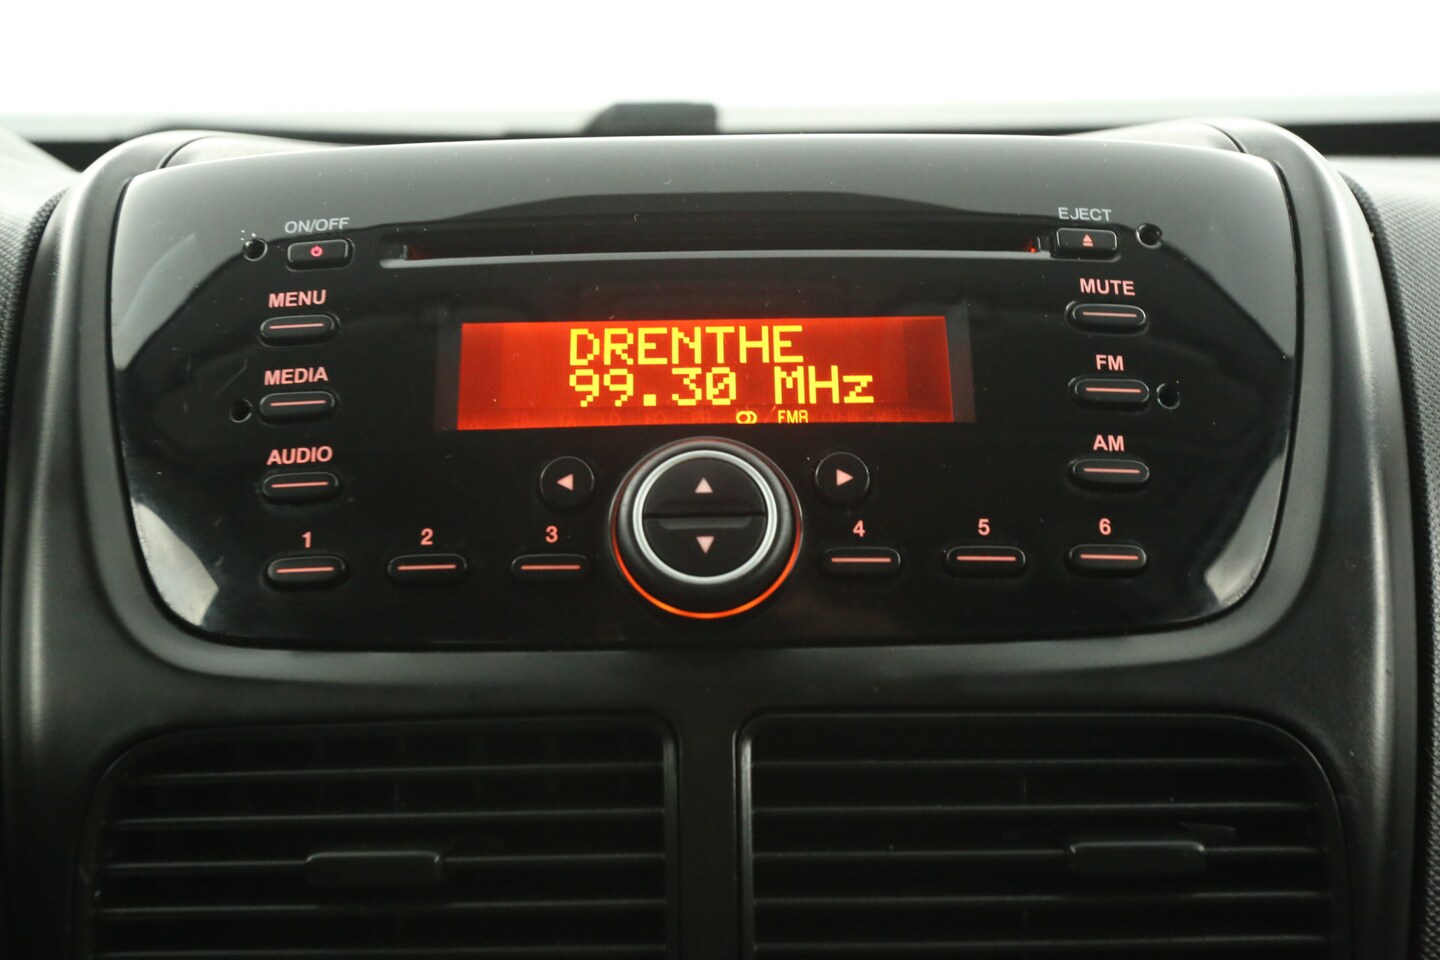 ON/OFF
EJECT
MENU
MUTE
MEDIA
FM
AUDIO
AM
DRENTHE
99.30 MHz
FMA
1
2
3
4
5
6